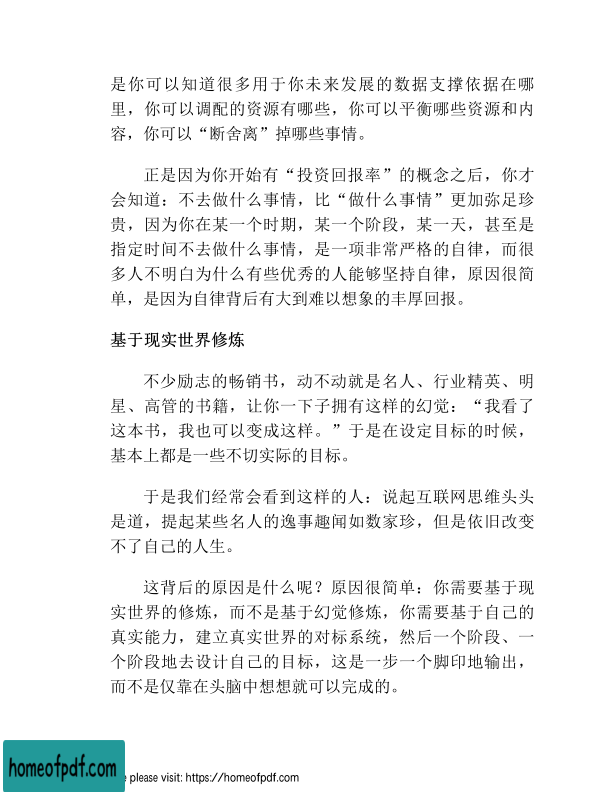 是你可以知道很多用于你未来发展的数据支撑依据在哪
里，你可以调配的资源有哪些，你可以平衡哪些资源和内
容，你可以“断舍离”掉哪些事情。
正是因为你开始有“投资回报率”的概念之后，你才
会知道：不去做什么事情，比“做什么事情”更加弥足珍
贵，因为你在某一个时期，某一个阶段，某一天，甚至是
指定时间不去做什么事情，是一项非常严格的自律，而很
多人不明白为什么有些优秀的人能够坚持自律，原因很简
单，是因为自律背后有大到难以想象的丰厚回报。
基于现实世界修炼
不少励志的畅销书，动不动就是名人、行业精英、明
星、高管的书籍，让你一下子拥有这样的幻觉：“我看了
这本书，我也可以变成这样。”于是在设定目标的时候，
基本上都是一些不切实际的目标。
于是我们经常会看到这样的人：说起互联网思维头头
是道，提起某些名人的逸事趣闻如数家珍，但是依旧改变
不了自己的人生。
这背后的原因是什么呢？原因很简单：你需要基于现
实世界的修炼，而不是基于幻觉修炼，你需要基于自己的
真实能力，建立真实世界的对标系统，然后一个阶段、一
个阶段地去设计自己的目标，这是一步一个脚印地输出，
而不是仅靠在头脑中想想就可以完成的。
homeofpdf.com
please visit: https://homeofpdf.com